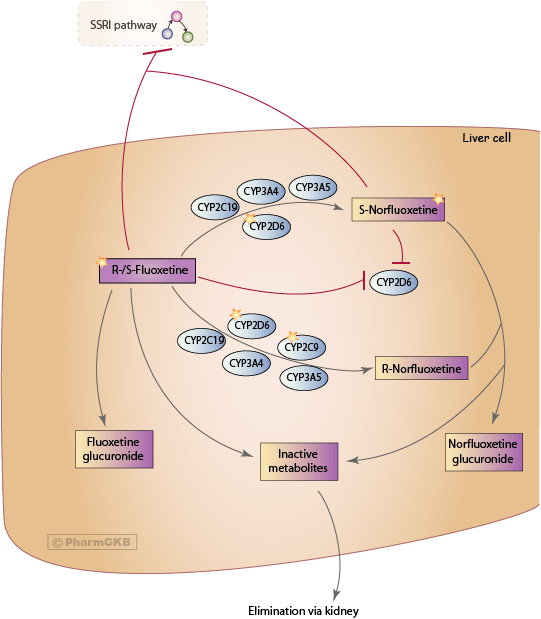 SSRI pathway
Liver cell
CYP3A4
CYP3A5
CYP2C19
CYP2D6
S-Norfluoxetine
R-/S-Fluoxetine
CYP2D6
CYP2D6
CYP2C19
CYP2C9
CYP3A4
CYP3A5
R-Norfluoxetine
Fluoxetine
glucuronide
Inactive
metabolites
Norfluoxetine
glucuronide
© PharmGKB
Elimination via kidney